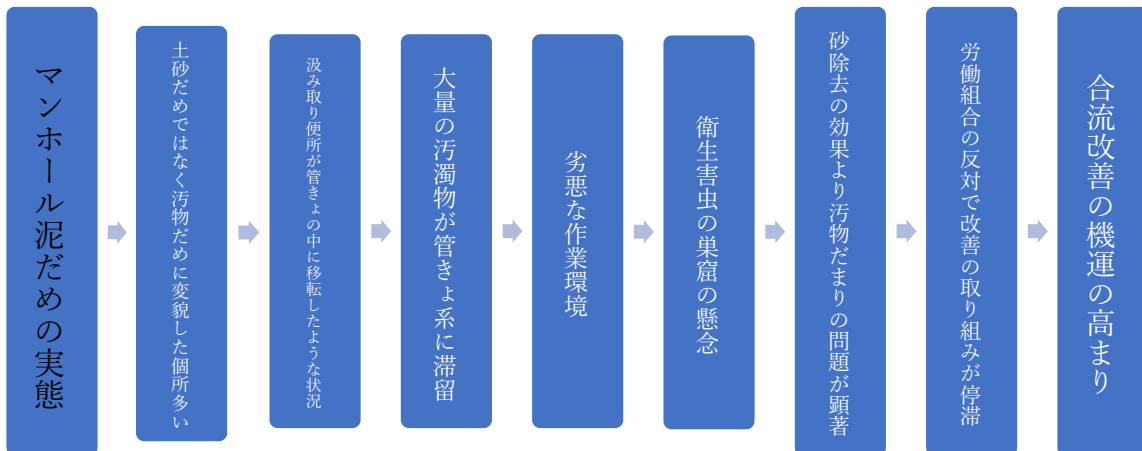 マンホール泥だめの実態
土砂だめではなく汚物だめに変貌した個所多い
汲み取り便所が管きょの中に移転したような状況
大量の汚濁物が管きょ系に滞留
劣悪な作業環境
衛生害虫の巣窟の懸念
砂除去の効果より汚物だまりの問題が顕著
労働組合の反対で改善の取り組みが停滞
合流改善の機運の高まり